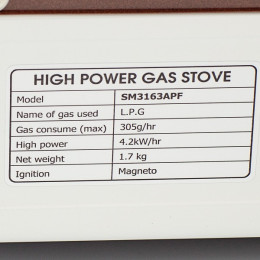 HIGH POWER GAS STOVE
Model SM3163APF
Name of gas used L.P.G
Gas consume (max) 305g/hr
High power 4.2kW/hr
Net weight 1.7 kg
Ignition Magneto